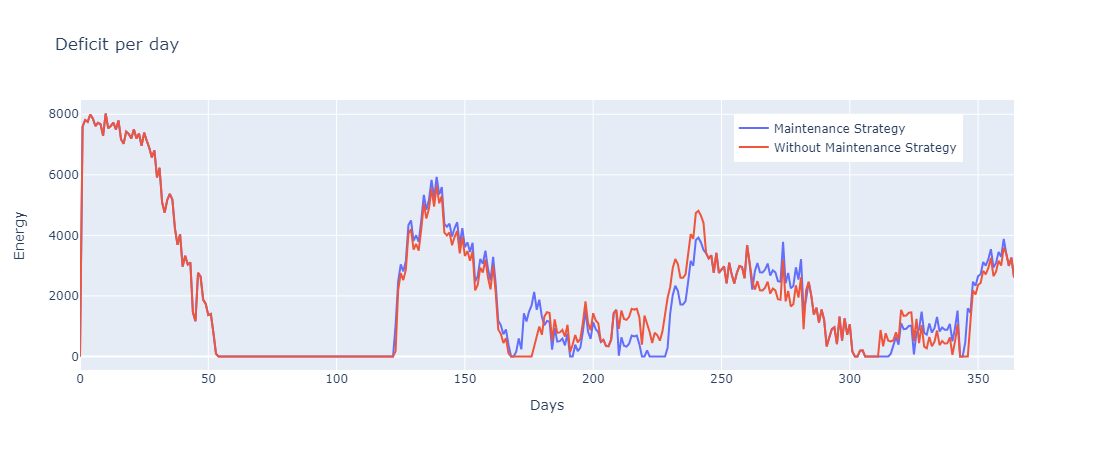 Deficit per day
8000
6000
4000
2000
0
Energy
Maintenance Strategy
Without Maintenance Strategy
0 50 100 150 200 250 300 350
Days